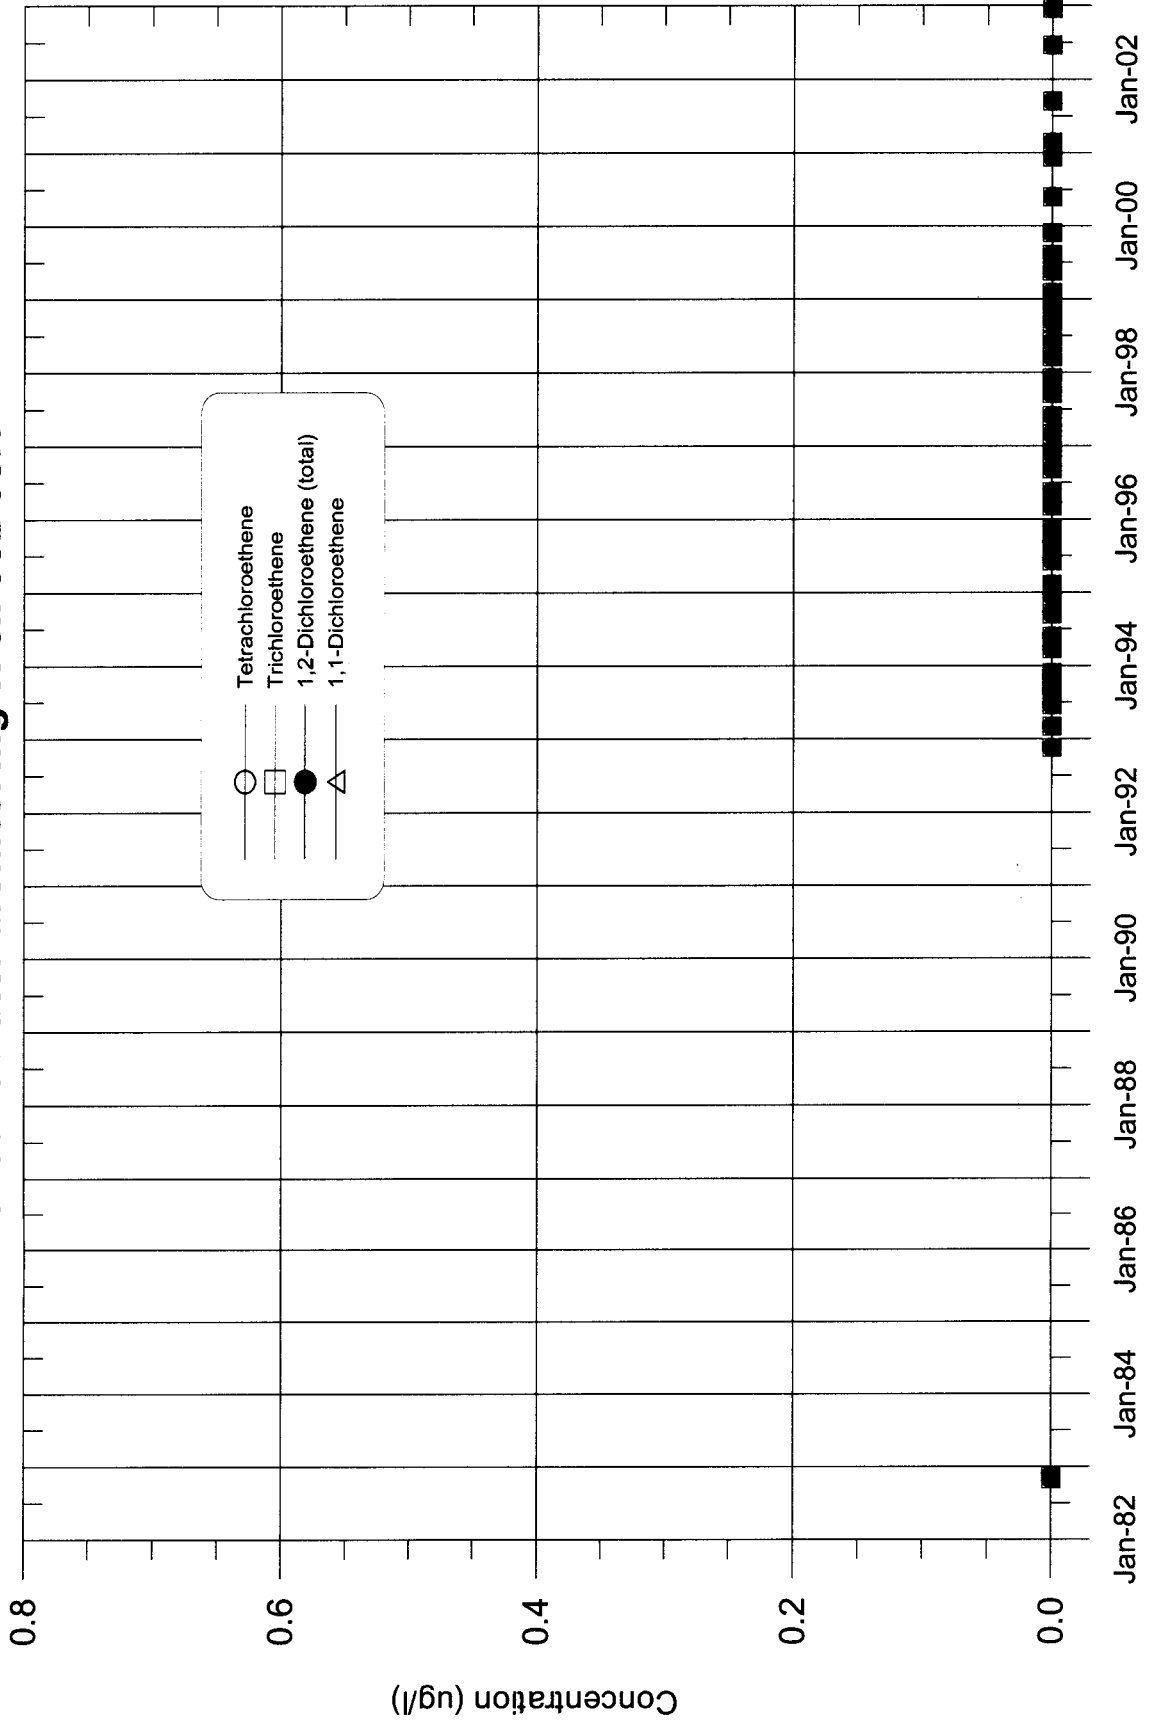 0.8
0.6
0.4
0.2
0.0
Concentration (ug/l)
Tetrachloroethene
Trichloroethene
1,2-Dichloroethene (total)
1,1-Dichloroethene
Jan-82
Jan-84
Jan-86
Jan-88
Jan-90
Jan-92
Jan-94
Jan-96
Jan-98
Jan-00
Jan-02